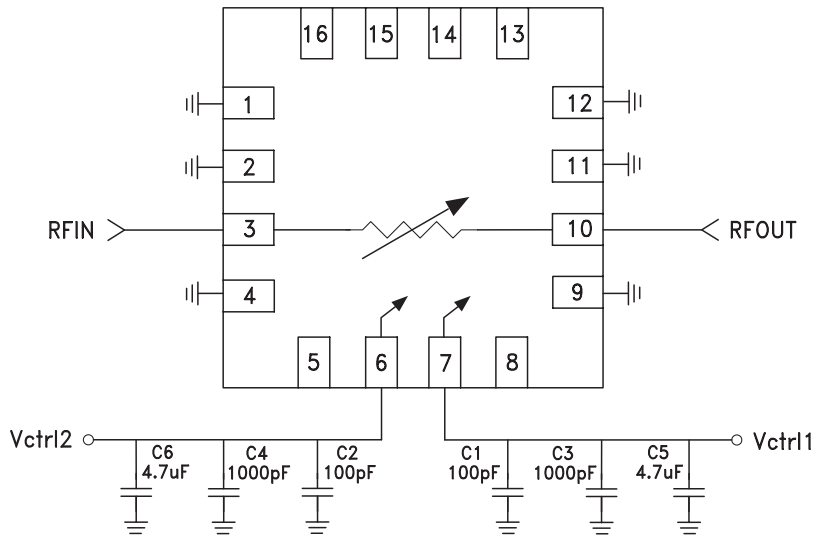 16 15 14 13
1 12
2 11
RFIN 3 10 RFOUT
4 9
5 6 7 8
Vctrl2 Vctrl1
C6 C4 C2 C1 C3 C5
4.7uF 1000pF 100pF 100pF 1000pF 4.7uF